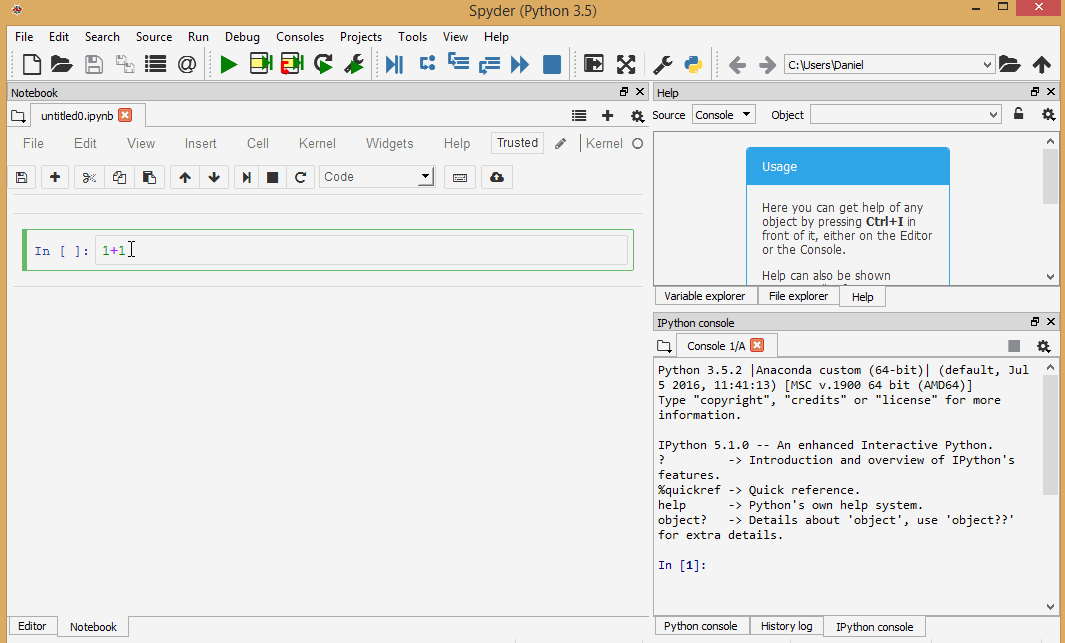 Spyder (Python 3.5)
File Edit Search Source Run Debug Consoles Projects Tools View Help
C:\Users\Daniel
Notebook
untitled0.ipynb
File Edit View Insert Cell Kernel Widgets Help Trusted Kernel
Code
In [ ]: 1+1
Editor Notebook
Help
Source Console Object
Usage
Here you can get help of any
object by pressing Ctrl+I in
front of it, either on the Editor
or the Console.
Help can also be shown
Variable explorer File explorer Help
IPython console
Console 1/A
Python 3.5.2 |Anaconda custom (64-bit)| (default, Jul
5 2016, 11:41:13) [MSC v.1900 64 bit (AMD64)]
Type "copyright", "credits" or "license" for more
information.
IPython 5.1.0 -- An enhanced Interactive Python.
? -> Introduction and overview of IPython's
features.
%quickref -> Quick reference.
help -> Python's own help system.
object? -> Details about 'object', use 'object??'
for extra details.
In [1]:
Python console History log IPython console